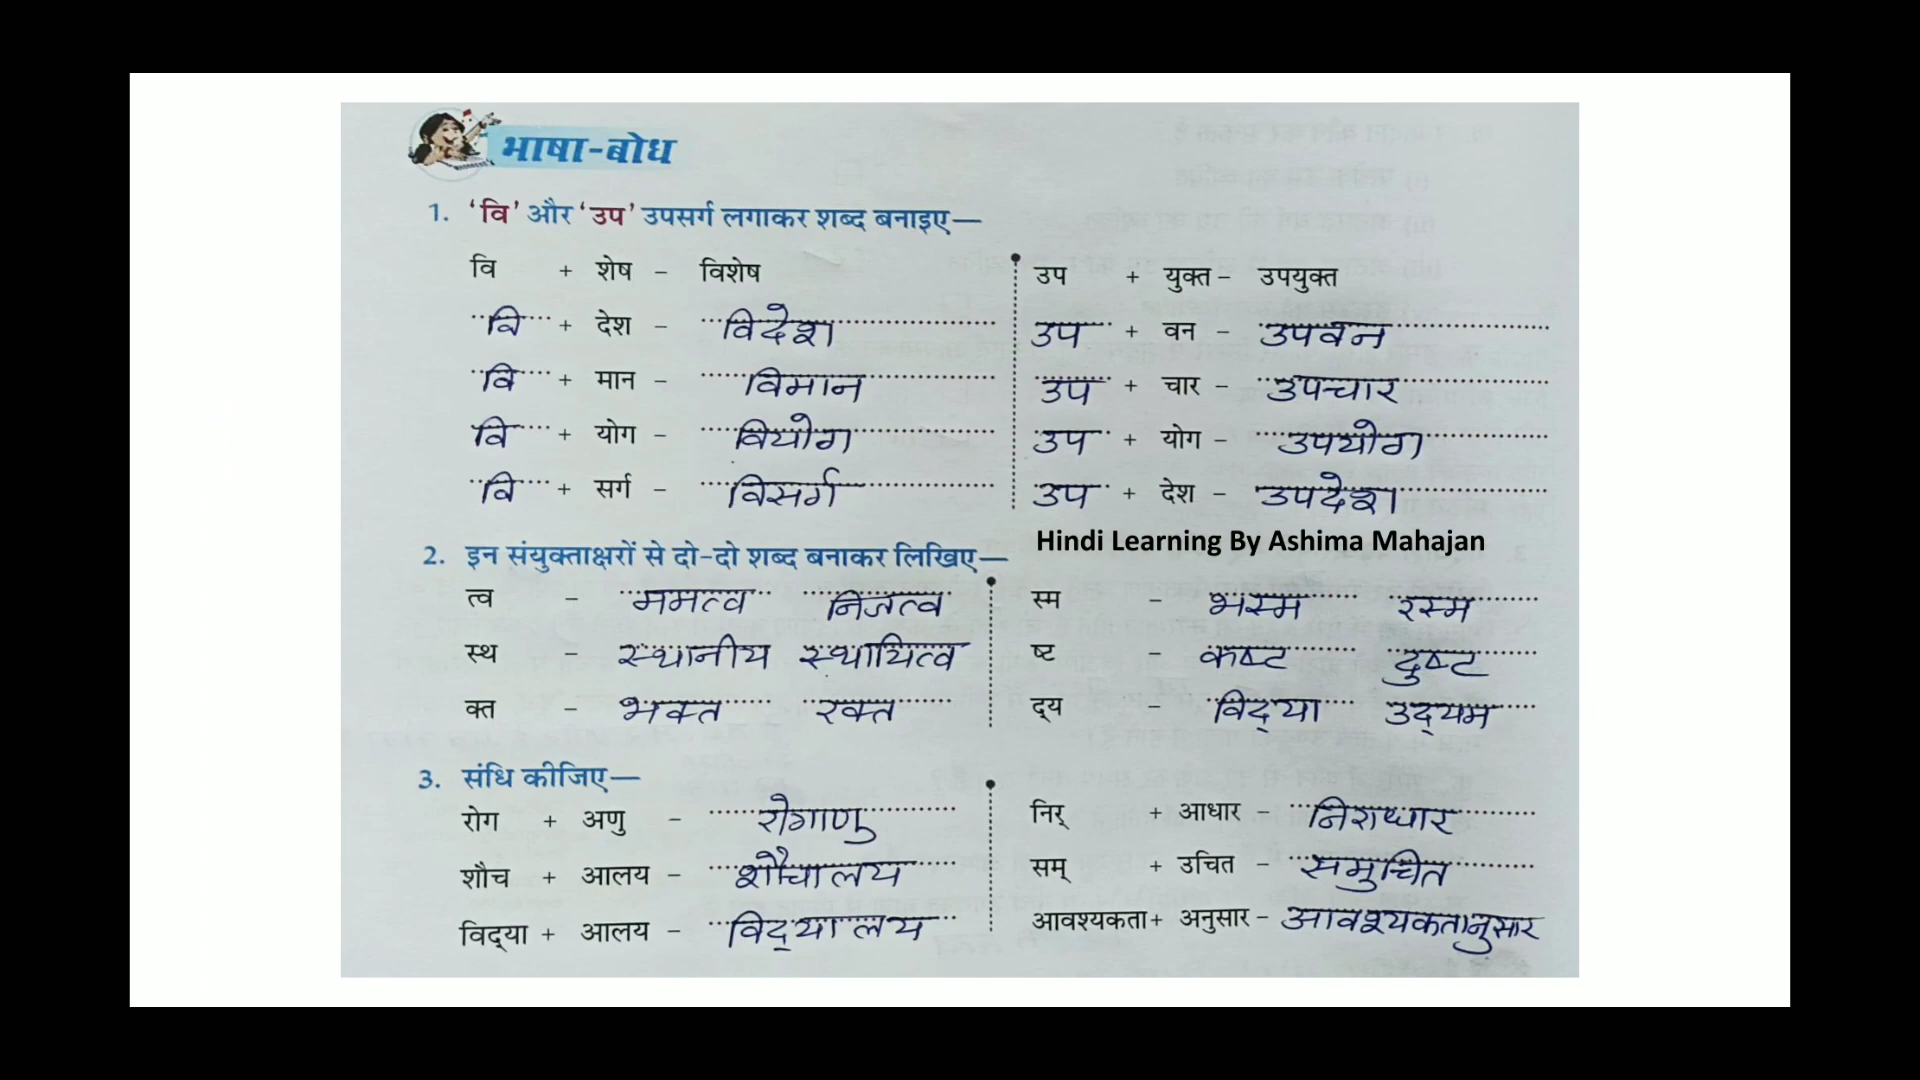 भाषा-बोध
1. 'वि' और 'उप' उपसर्ग लगाकर शब्द बनाइए—
वि + शेष - विशेष
वि + देश - विदेश
वि + मान - विमान
वि + योग - वियोग
वि + सर्ग - विसर्ग
उप + युक्त - उपयुक्त
उप + वन - उपवन
उप + चार - उपचार
उप + योग - उपयोग
उप + देश - उपदेश
Hindi Learning By Ashima Mahajan
2. इन संयुक्ताक्षरों से दो-दो शब्द बनाकर लिखिए—
त्व - ममत्व निजत्व
स्थ - स्थानीय स्थायित्व
क्त - भक्त रक्त
स्म - भस्म रस्म
ष्ट - कष्ट दुष्ट
द्‌य - विद्‌या उद्‌यम
3. संधि कीजिए—
रोग + अणु - रोगाणु
शौच + आलय - शौचालय
विद्‌या + आलय - विद्‌यालय
निर् + आधार - निराधार
सम् + उचित - समुचित
आवश्यकता + अनुसार - आवश्यकतानुसार